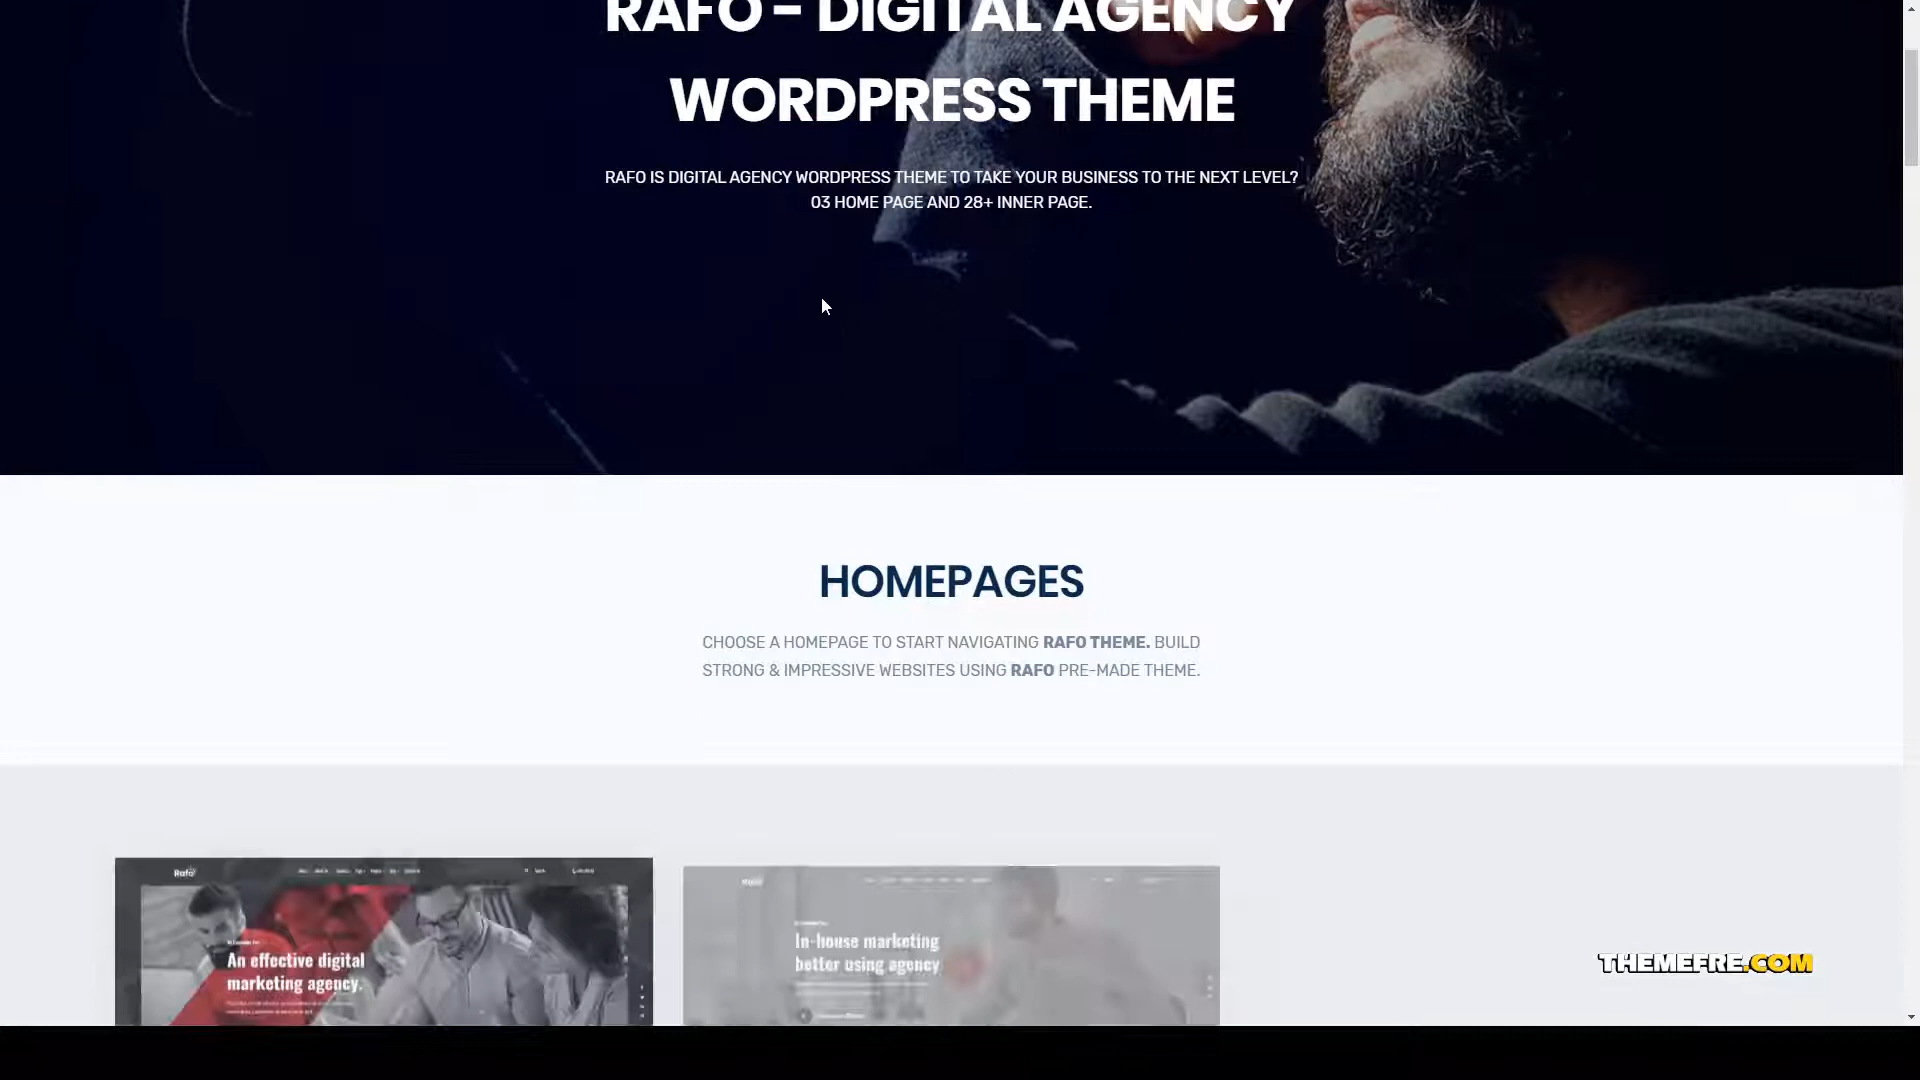 RAFO – DIGITAL AGENCY
WORDPRESS THEME
RAFO IS DIGITAL AGENCY WORDPRESS THEME TO TAKE YOUR BUSINESS TO THE NEXT LEVEL?
03 HOME PAGE AND 28+ INNER PAGE.
HOMEPAGES
CHOOSE A HOMEPAGE TO START NAVIGATING RAFO THEME. BUILD
STRONG & IMPRESSIVE WEBSITES USING RAFO PRE-MADE THEME.
Rafo
An effective digital
marketing agency.
In-house marketing
better using agency
THEMEFRE.COM